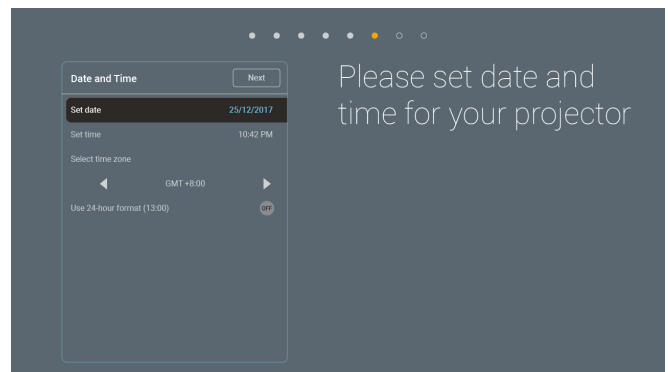 Date and Time Next
Set date 25/12/2017
Set time 10:42 PM
Select time zone
GMT +8:00
Use 24-hour format (13:00) OFF
Please set date and
time for your projector